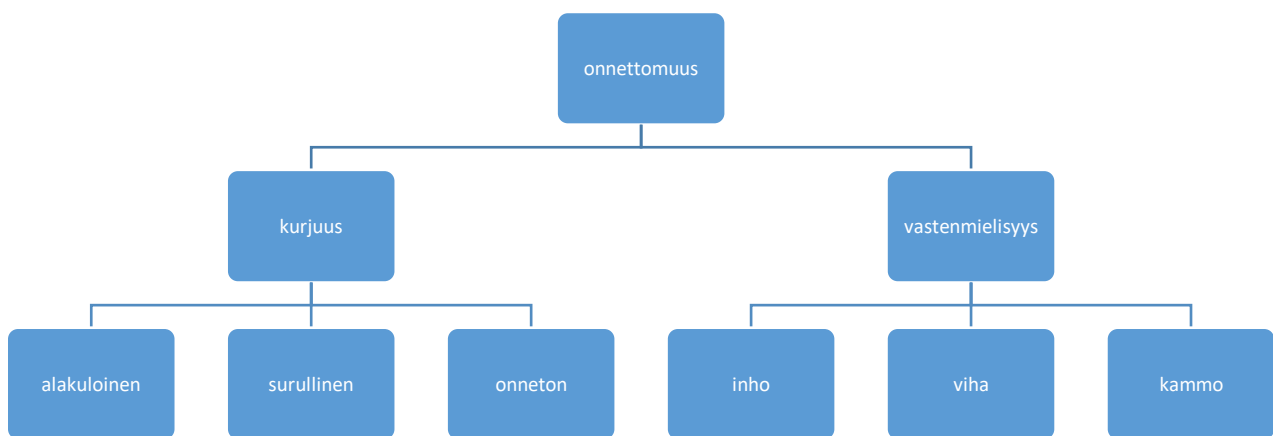 onnettomuus
kurjuus
vastenmielisyys
alakuloinen
surullinen
onneton
inho
viha
kammo